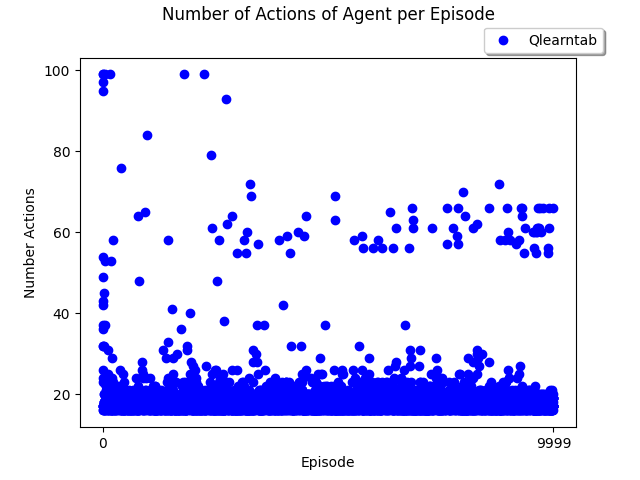 Number of Actions of Agent per Episode
Qlearntab
100
80
60
40
20
Number Actions
0
9999
Episode